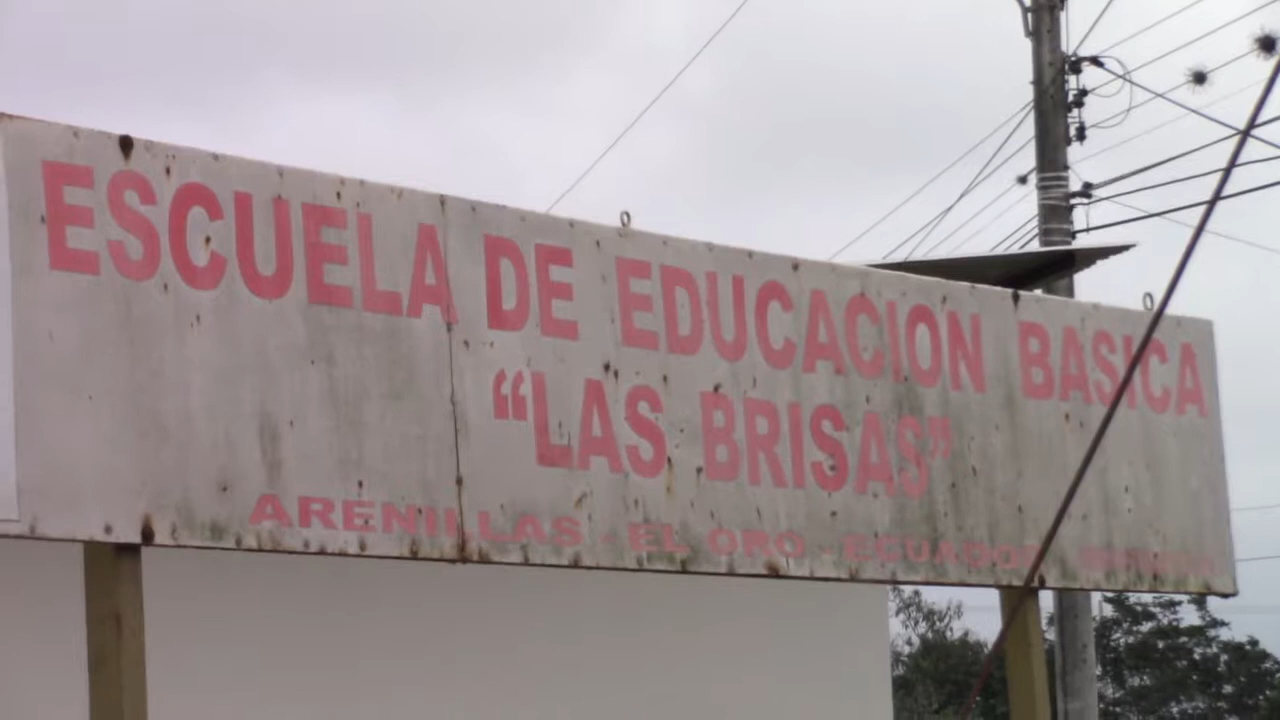 ESCUELA DE EDUCACION BASICA
“LAS BRISAS”
ARENILLAS - EL ORO - ECUADOR